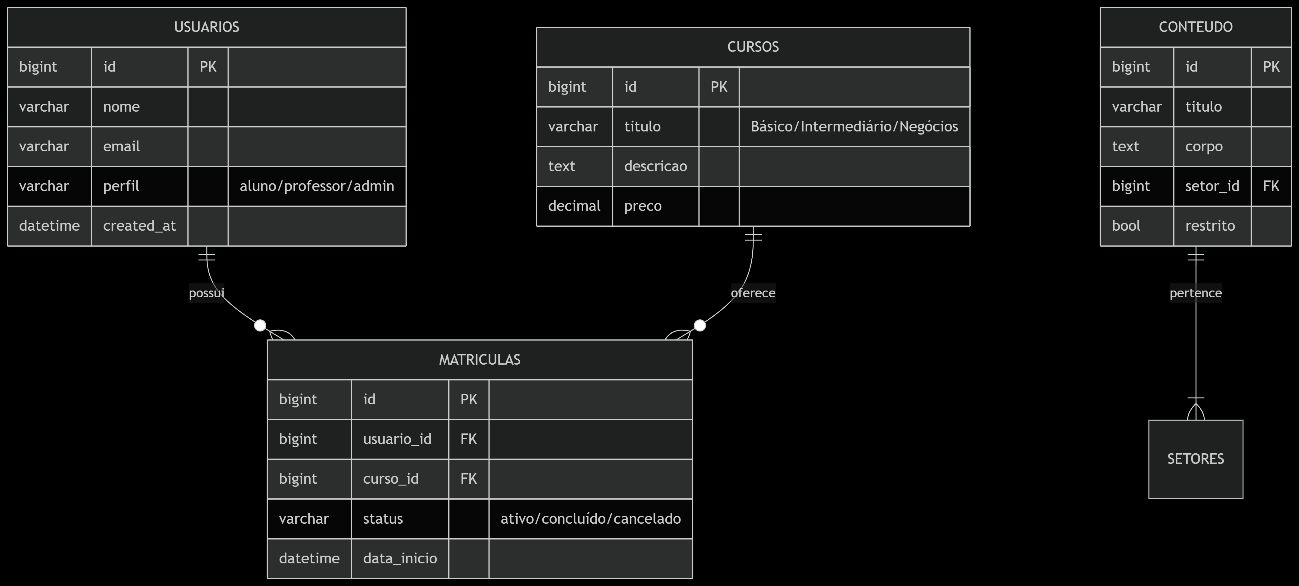 USUARIOS
bigint id PK
varchar nome
varchar email
varchar perfil aluno/professor/admin
datetime created_at
CURSOS
bigint id PK
varchar titulo Básico/Intermediário/Negócios
text descricao
decimal preco
CONTEUDO
bigint id PK
varchar titulo
text corpo
bigint setor_id FK
bool restrito
possui
oferece
pertence
MATRICULAS
bigint id PK
bigint usuario_id FK
bigint curso_id FK
varchar status ativo/concluído/cancelado
datetime data_inicio
SETORES